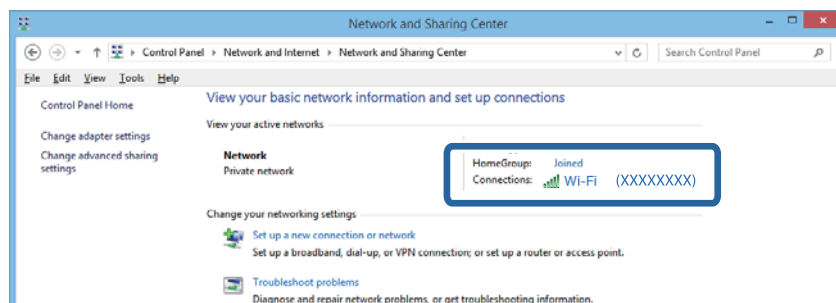 Network and Sharing Center
Control Panel Network and Internet Network and Sharing Center Search Control Panel
File Edit View Tools Help
Control Panel Home
Change adapter settings
Change advanced sharing
settings
View your basic network information and set up connections
View your active networks
Network
Private network
HomeGroup: Joined
Connections: Wi-Fi (XXXXXXXX)
Change your networking settings
Set up a new connection or network
Set up a broadband, dial-up, or VPN connection; or set up a router or access point.
Troubleshoot problems
Diagnose and repair network problems, or get troubleshooting information.